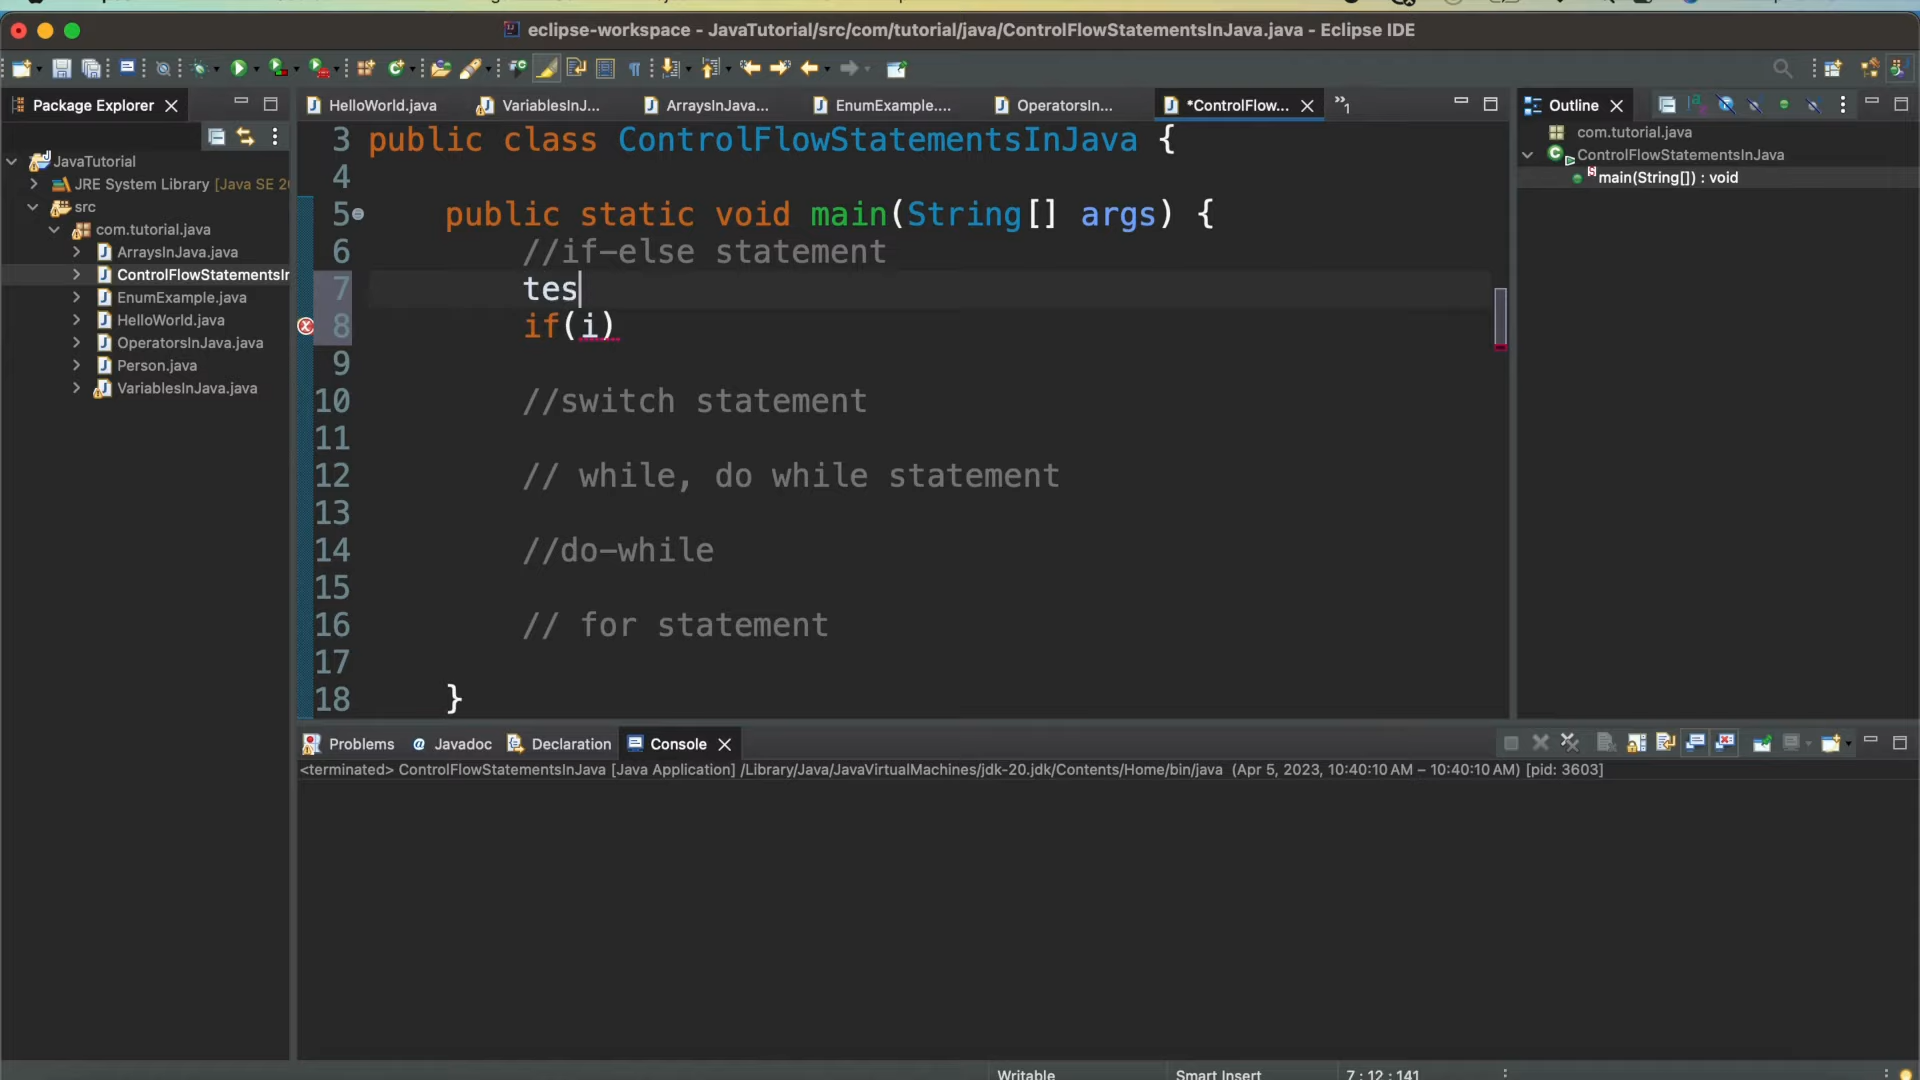 eclipse-workspace - JavaTutorial/src/com/tutorial/java/ControlFlowStatementsInJava.java - Eclipse IDE
Package Explorer
HelloWorld.java
VariablesInJ...
ArraysInJava...
EnumExample....
OperatorsIn...
*ControlFlow...
»1
Outline
JavaTutorial
JRE System Library [Java SE 20
src
com.tutorial.java
ArraysInJava.java
ControlFlowStatementsIn
EnumExample.java
HelloWorld.java
OperatorsInJava.java
Person.java
VariablesInJava.java
3 public class ControlFlowStatementsInJava {
4
5 public static void main(String[] args) {
6 //if-else statement
7 tes
8 if(i)
9
10 //switch statement
11
12 // while, do while statement
13
14 //do-while
15
16 // for statement
17
18 }
com.tutorial.java
ControlFlowStatementsInJava
main(String[]) : void
Problems
@ Javadoc
Declaration
Console
<terminated> ControlFlowStatementsInJava [Java Application] /Library/Java/JavaVirtualMachines/jdk-20.jdk/Contents/Home/bin/java (Apr 5, 2023, 10:40:10 AM – 10:40:10 AM) [pid: 3603]
Writable
Smart Insert
7 : 12 : 141